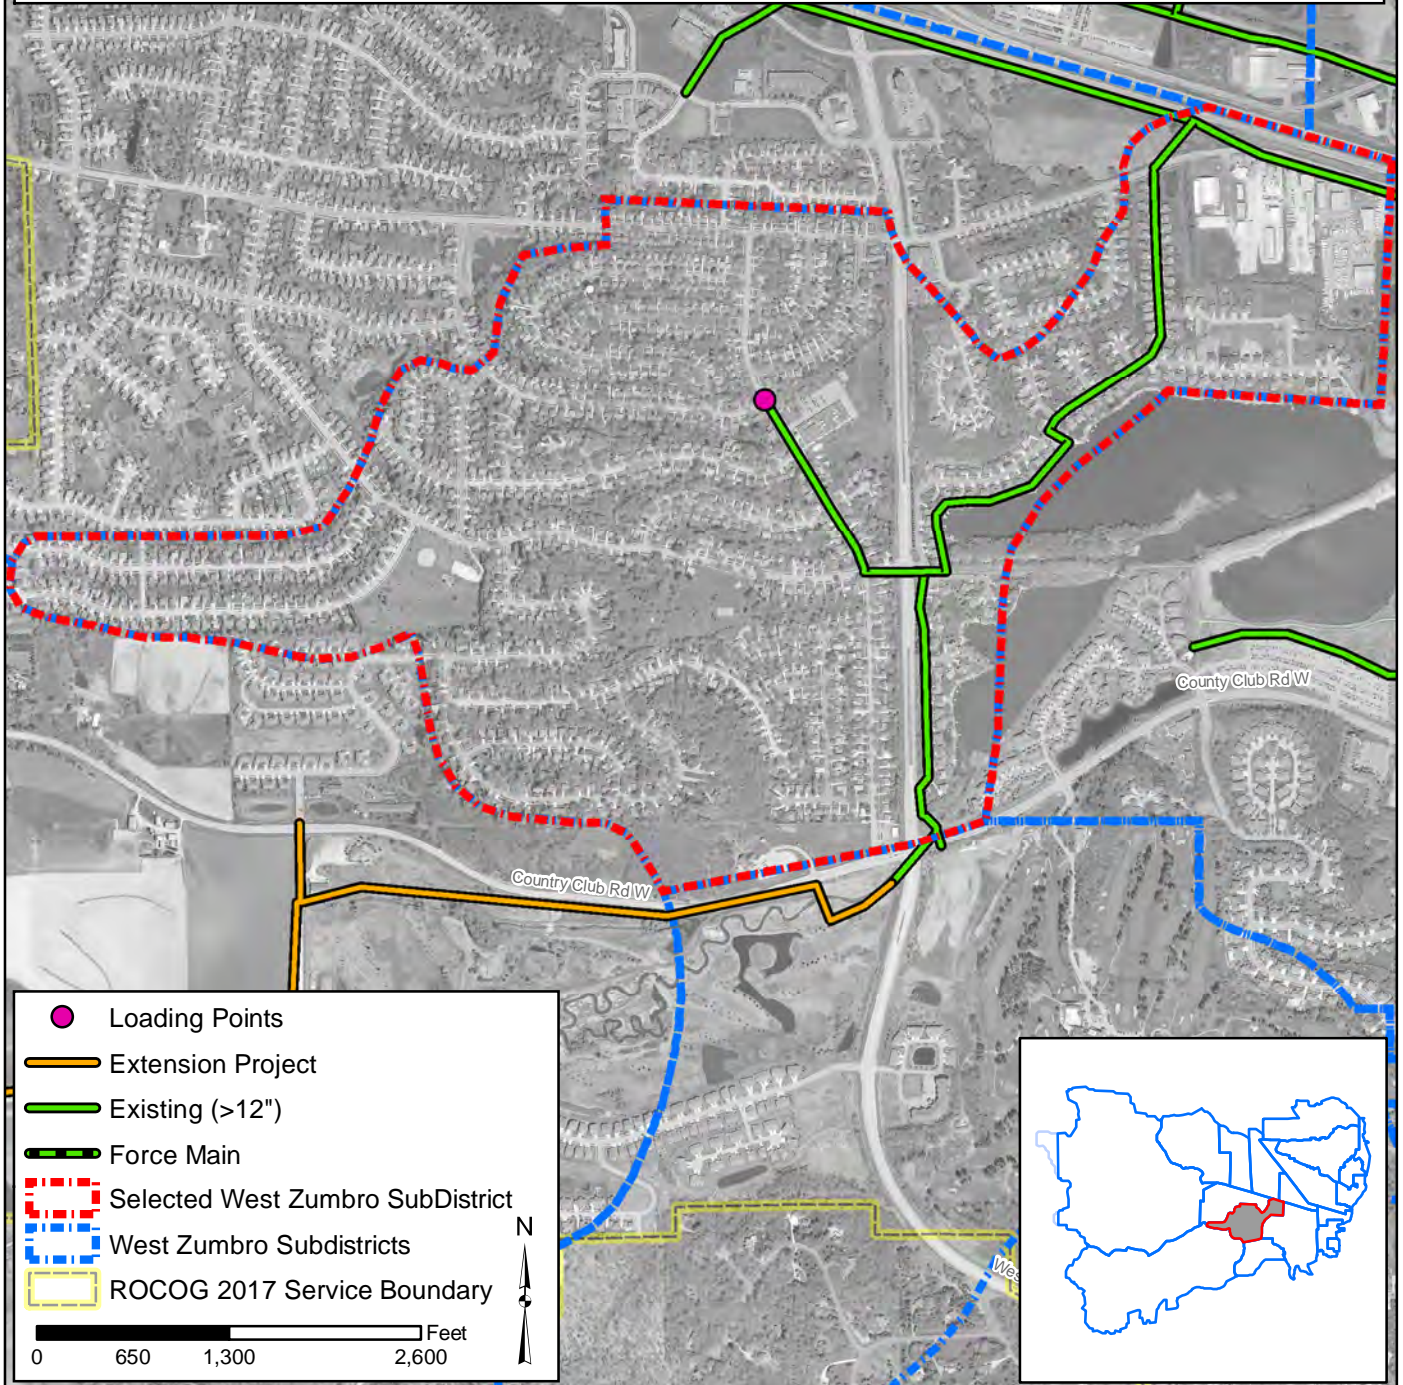 County Club Rd W
Country Club Rd W
Wes
Loading Points
Extension Project
Existing (>12")
Force Main
Selected West Zumbro SubDistrict
West Zumbro Subdistricts
ROCOG 2017 Service Boundary
N
Feet
0 650 1,300 2,600